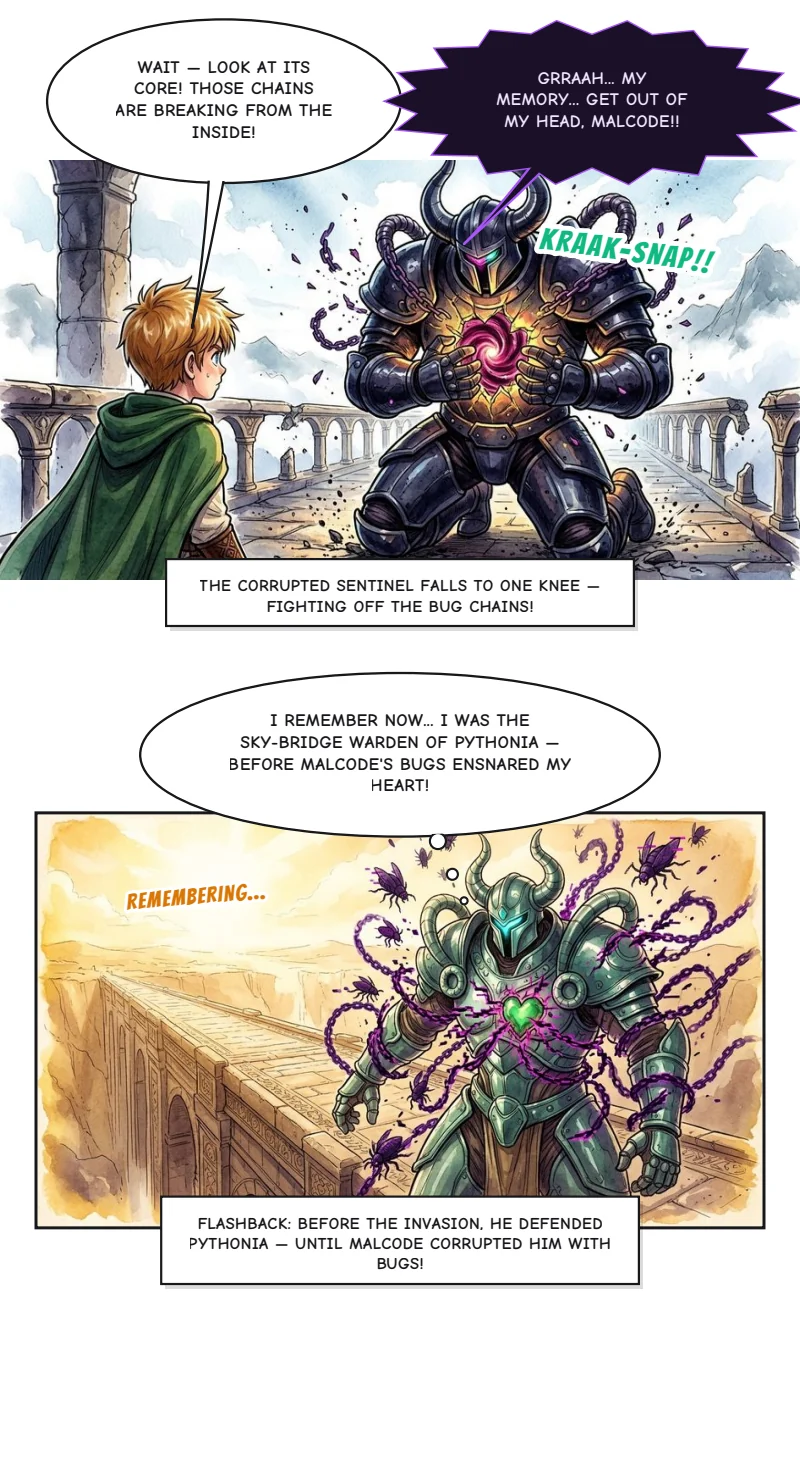 WAIT — LOOK AT ITS
CORE! THOSE CHAINS
ARE BREAKING FROM THE
INSIDE!
GRRAAH... MY
MEMORY... GET OUT OF
MY HEAD, MALCODE!!
KRAAK-SNAP!!
THE CORRUPTED SENTINEL FALLS TO ONE KNEE —
FIGHTING OFF THE BUG CHAINS!
I REMEMBER NOW... I WAS THE
SKY-BRIDGE WARDEN OF PYTHONIA —
BEFORE MALCODE'S BUGS ENSNARED MY
HEART!
REMEMBERING...
FLASHBACK: BEFORE THE INVASION, HE DEFENDED
PYTHONIA — UNTIL MALCODE CORRUPTED HIM WITH
BUGS!